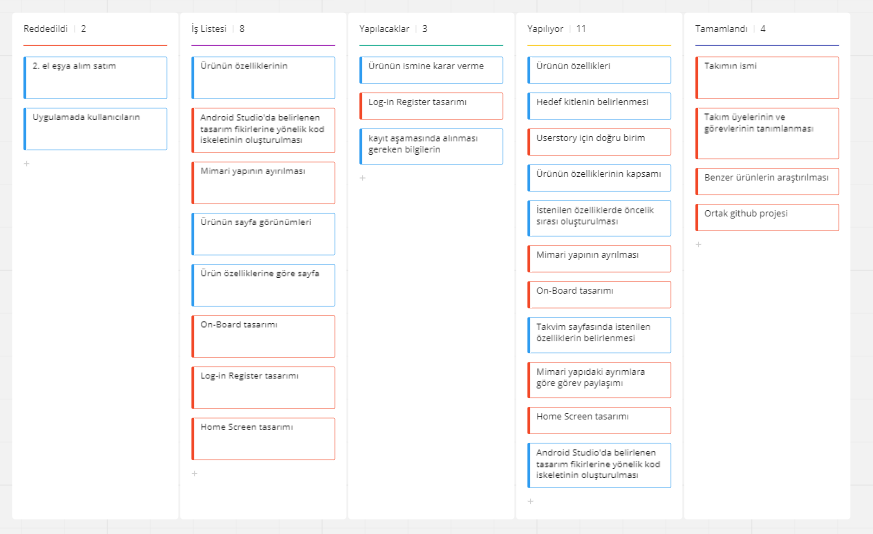 Reddedildi 2
2. el eşya alım satım
Uygulamada kullanıcıların
+
İş Listesi 8
Ürünün özelliklerinin
Android Studio'da belirlenen
tasarım fikirlerine yönelik kod
iskeletinin oluşturulması
Mimari yapının ayırılması
Ürünün sayfa görünümleri
Ürün özelliklerine göre sayfa
On-Board tasarımı
Log-in Register tasarımı
Home Screen tasarımı
+
Yapılacaklar 3
Ürünün ismine karar verme
Log-in Register tasarımı
kayıt aşamasında alınması
gereken bilgilerin
+
Yapılıyor 11
Ürünün özellikleri
Hedef kitlenin belirlenmesi
Userstory için doğru birim
Ürünün özelliklerinin kapsamı
İstenilen özelliklerde öncelik
sırası oluşturulması
Mimari yapının ayrılması
On-Board tasarımı
Takvim sayfasında istenilen
özelliklerin belirlenmesi
Mimari yapıdaki ayrımlara
göre görev paylaşımı
Home Screen tasarımı
Android Studio'da belirlenen
tasarım fikirlerine yönelik kod
iskeletinin oluşturulması
+
Tamamlandı 4
Takımın ismi
Takım üyelerinin ve
görevlerinin tanımlanması
Benzer ürünlerin araştırılması
Ortak github projesi
+